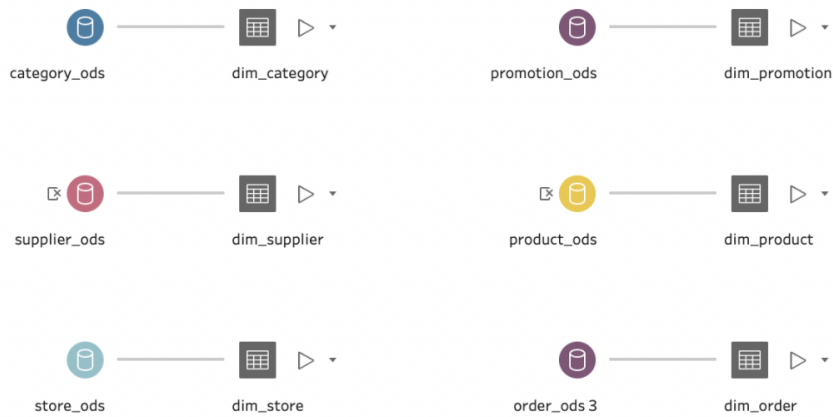 category_ods dim_category promotion_ods dim_promotion
supplier_ods dim_supplier product_ods dim_product
store_ods dim_store order_ods 3 dim_order